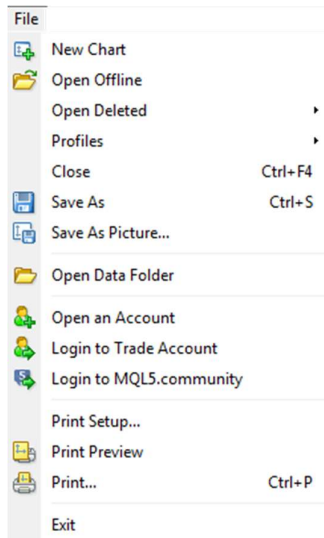 File
New Chart
Open Offline
Open Deleted
Profiles
Close Ctrl+F4
Save As Ctrl+S
Save As Picture...
Open Data Folder
Open an Account
Login to Trade Account
Login to MQL5.community
Print Setup...
Print Preview
Print... Ctrl+P
Exit